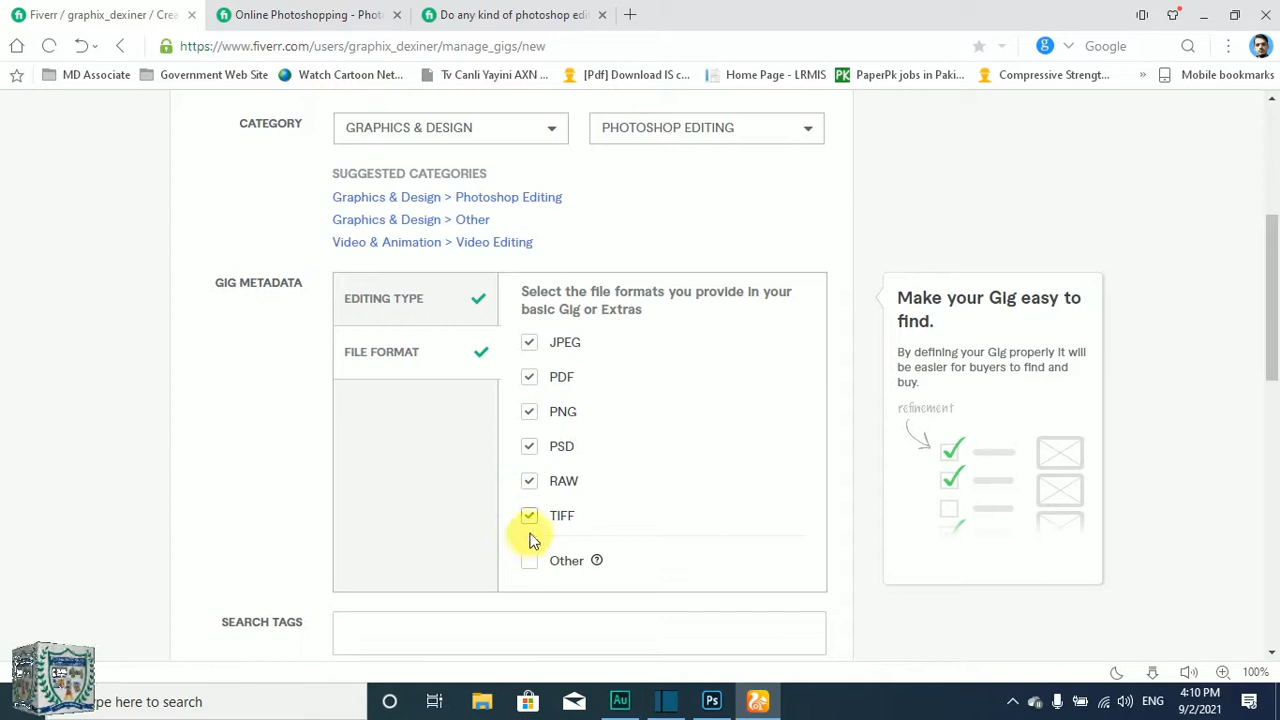 Fiverr / graphix_dexiner / Crea
Online Photoshopping - Phot
Do any kind of photoshop edi
https://www.fiverr.com/users/graphix_dexiner/manage_gigs/new
Google
MD Associate
Government Web Site
Watch Cartoon Net...
Tv Canli Yayini AXN ...
[Pdf] Download IS c...
Home Page - LRMIS
PaperPk jobs in Paki...
Compressive Strengt...
Mobile bookmarks
CATEGORY
GRAPHICS & DESIGN
PHOTOSHOP EDITING
SUGGESTED CATEGORIES
Graphics & Design > Photoshop Editing
Graphics & Design > Other
Video & Animation > Video Editing
GIG METADATA
EDITING TYPE
FILE FORMAT
Select the file formats you provide in your
basic Gig or Extras
JPEG
PDF
PNG
PSD
RAW
TIFF
Other
Make your Gig easy to
find.
By defining your Gig properly it will
be easier for buyers to find and
buy.
refinement
SEARCH TAGS
100%
ype here to search
ENG
4:10 PM
9/2/2021